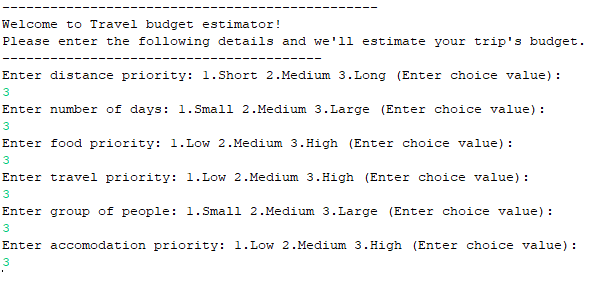 -----------------------------------------------
Welcome to Travel budget estimator!
Please enter the following details and we'll estimate your trip's budget.
----------------------------------------
Enter distance priority: 1.Short 2.Medium 3.Long (Enter choice value):
3
Enter number of days: 1.Small 2.Medium 3.Large (Enter choice value):
3
Enter food priority: 1.Low 2.Medium 3.High (Enter choice value):
3
Enter travel priority: 1.Low 2.Medium 3.High (Enter choice value):
3
Enter group of people: 1.Small 2.Medium 3.Large (Enter choice value):
3
Enter accomodation priority: 1.Low 2.Medium 3.High (Enter choice value):
3